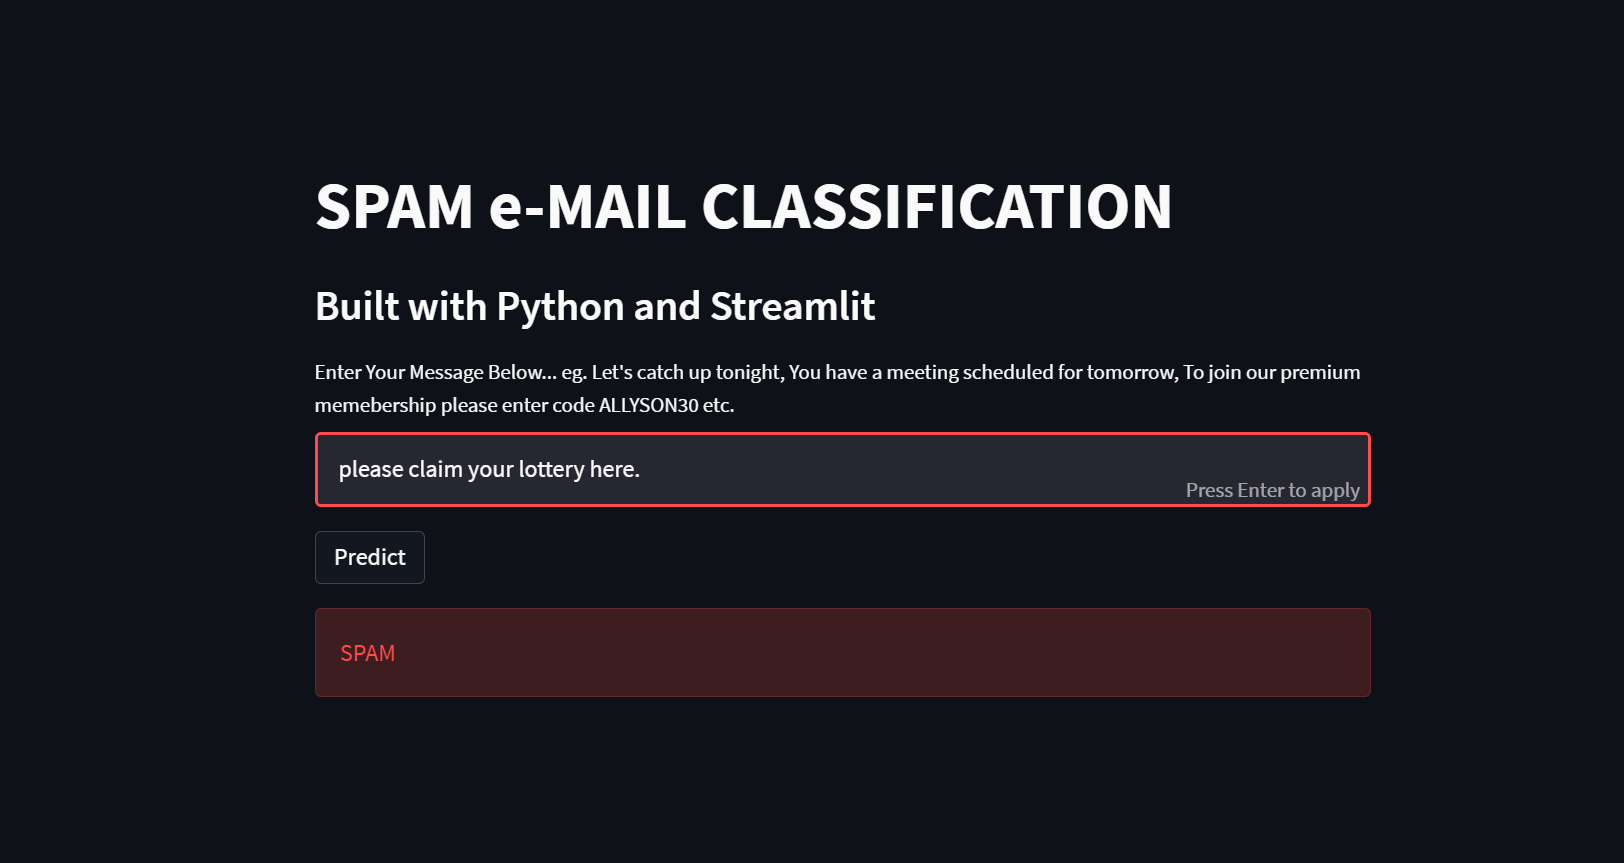 SPAM e-MAIL CLASSIFICATION
Built with Python and Streamlit
Enter Your Message Below... eg. Let's catch up tonight, You have a meeting scheduled for tomorrow, To join our premium
memebership please enter code ALLYSON30 etc.
please claim your lottery here.
Press Enter to apply
Predict
SPAM